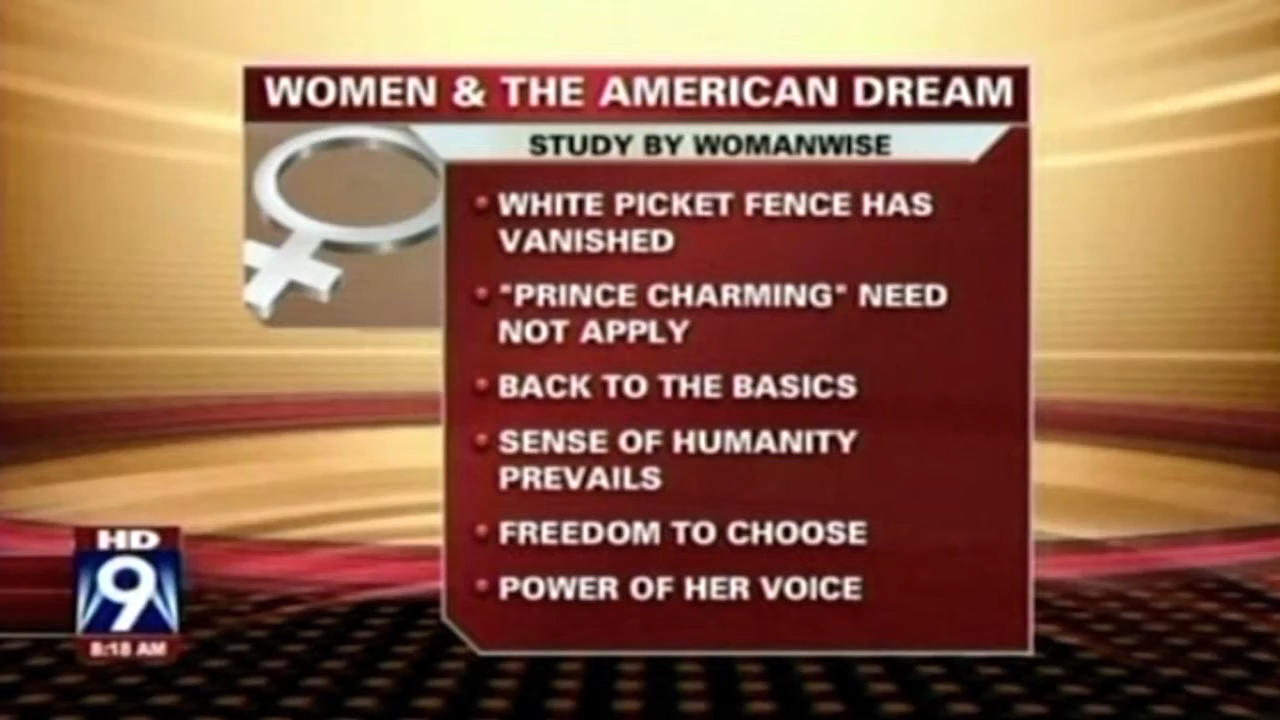 WOMEN & THE AMERICAN DREAM
STUDY BY WOMANWISE
• WHITE PICKET FENCE HAS
VANISHED
• "PRINCE CHARMING" NEED
NOT APPLY
• BACK TO THE BASICS
• SENSE OF HUMANITY
PREVAILS
• FREEDOM TO CHOOSE
• POWER OF HER VOICE
HD
9
8:18 AM